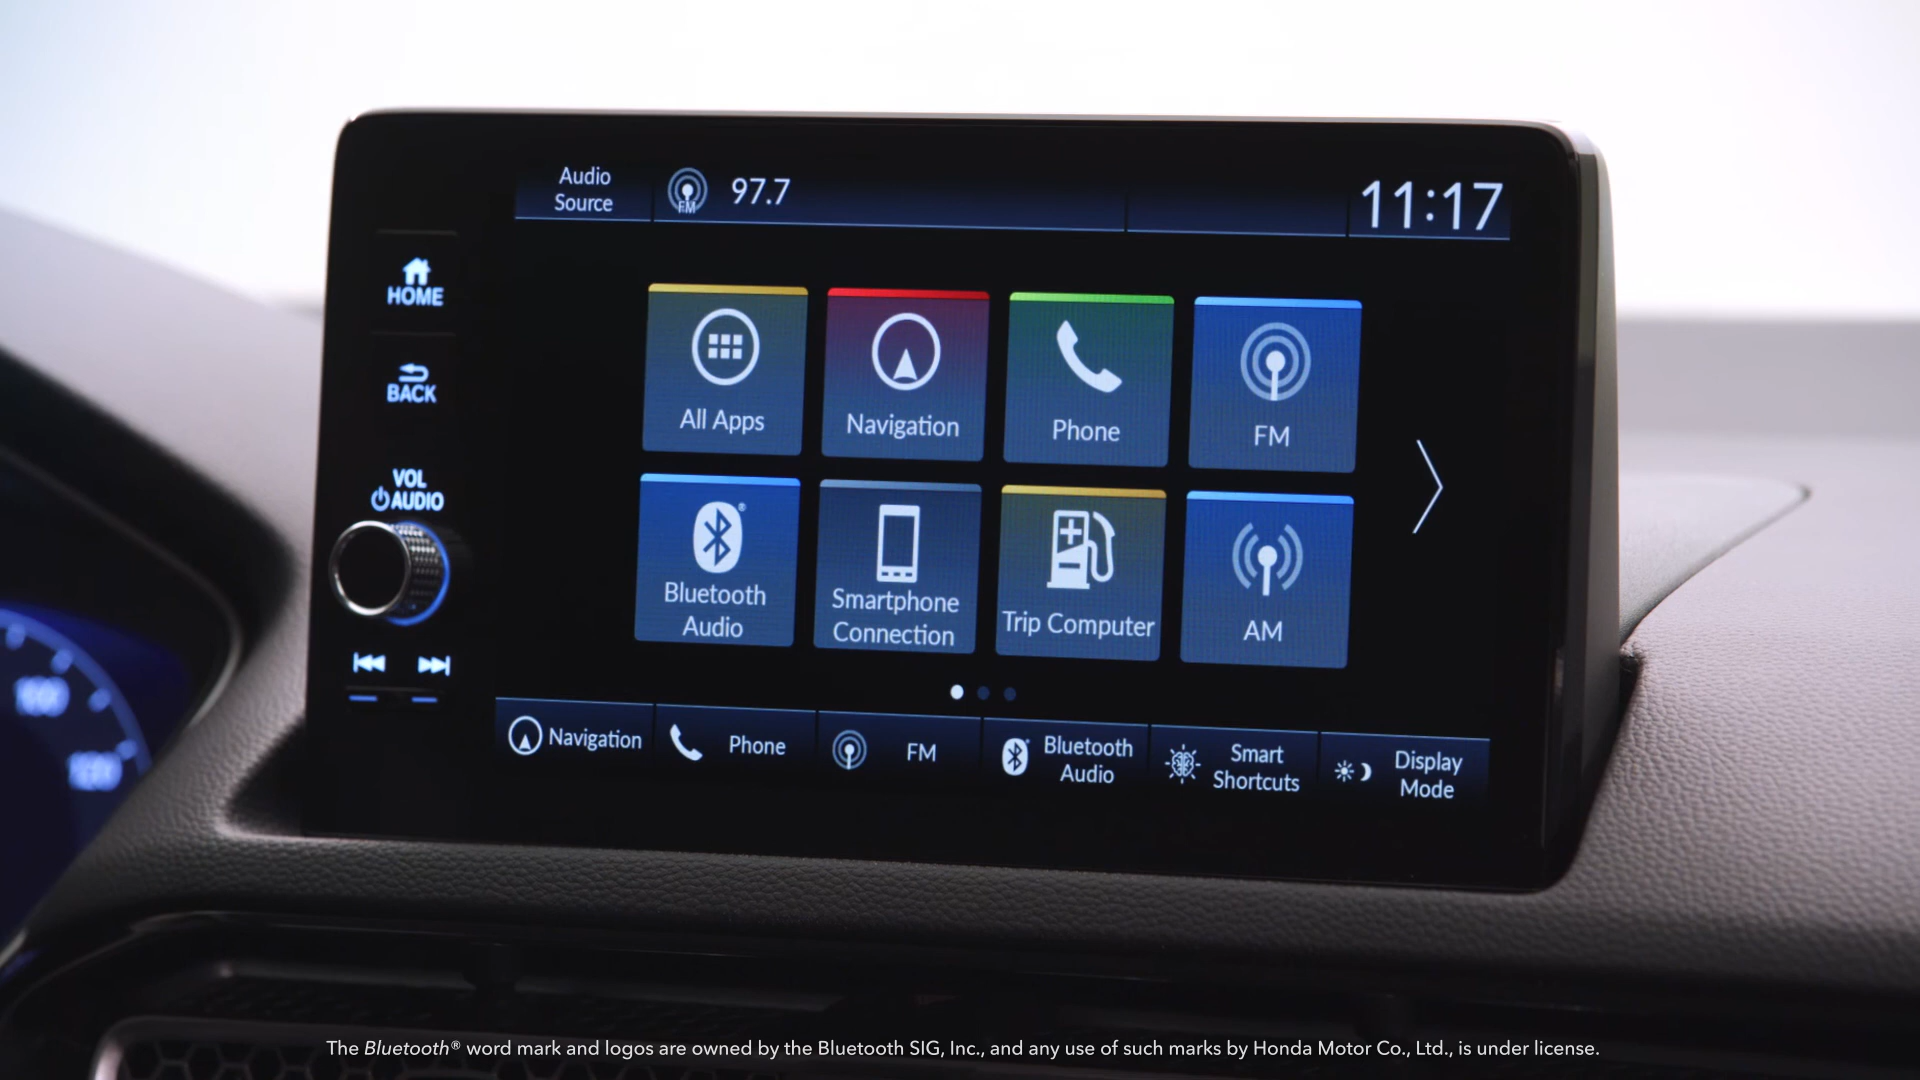 Audio
Source
FM
97.7
11:17
HOME
BACK
VOL
AUDIO
All Apps
Navigation
Phone
FM
Bluetooth®
Audio
Smartphone
Connection
Trip Computer
AM
Navigation
Phone
FM
Bluetooth
Audio
Smart
Shortcuts
Display
Mode
The Bluetooth® word mark and logos are owned by the Bluetooth SIG, Inc., and any use of such marks by Honda Motor Co., Ltd., is under license.